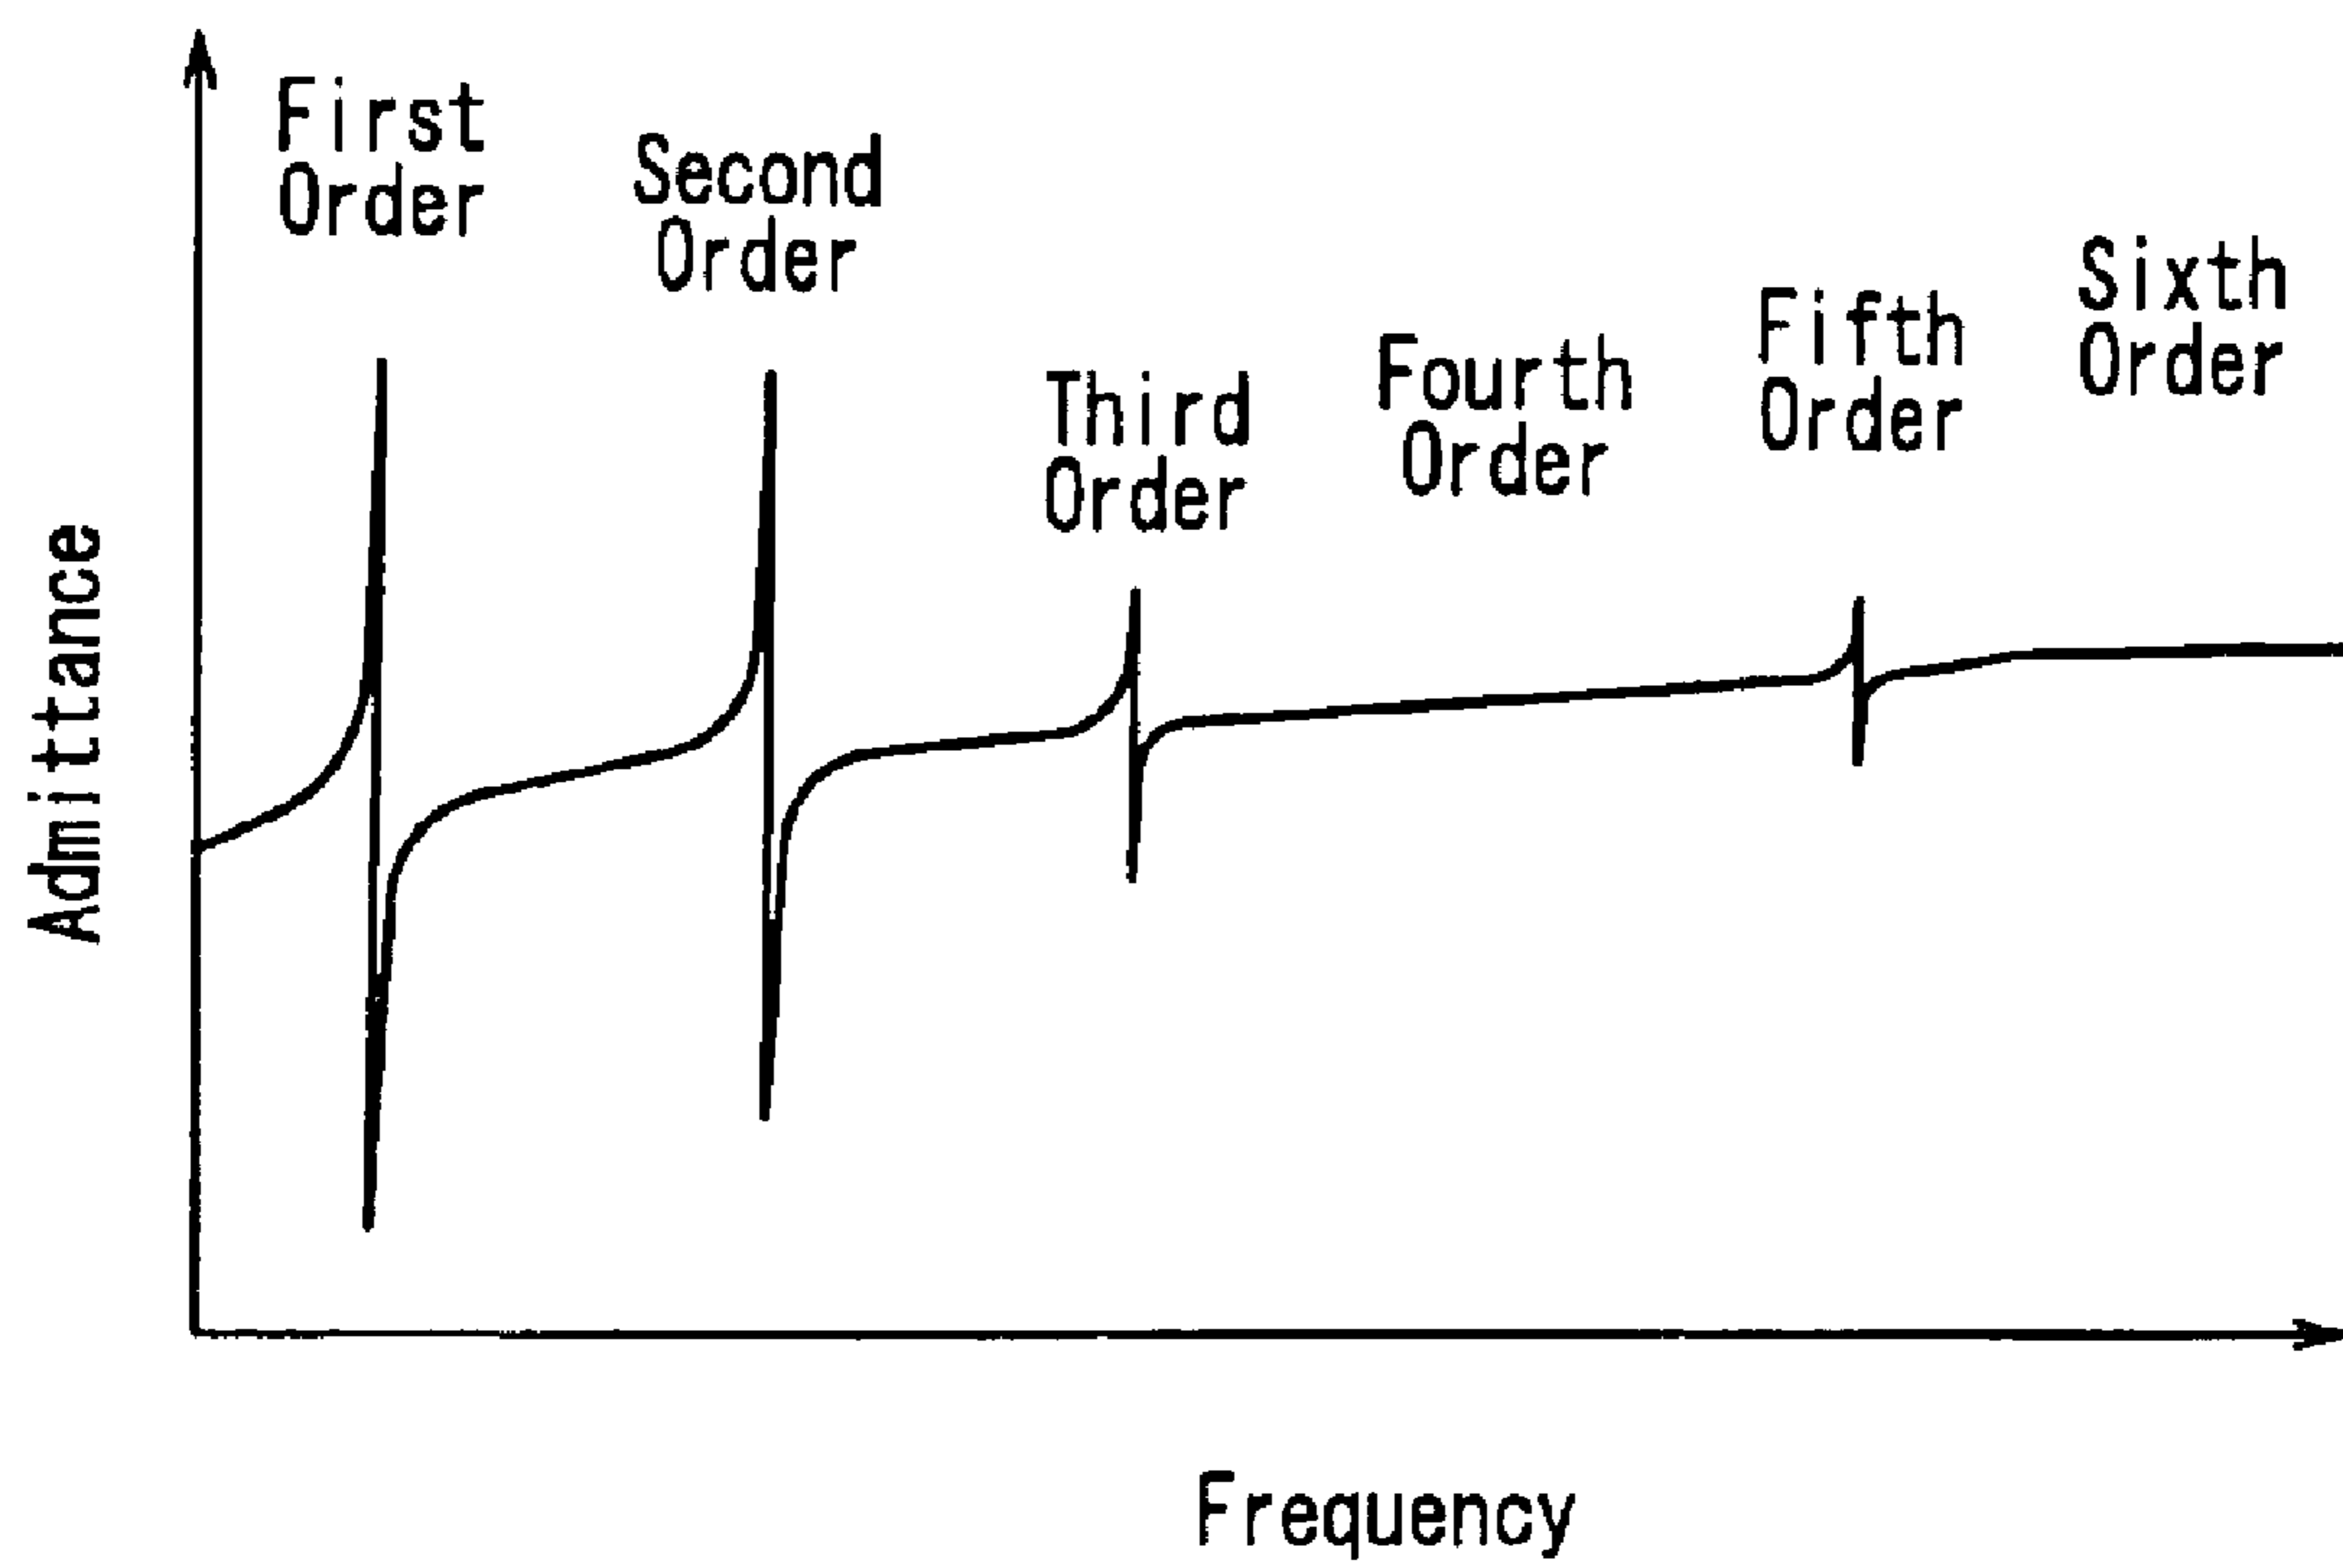 First
Order
Second
Order
Third
Order
Fourth
Order
Fifth
Order
Sixth
Order
Admittance
Frequency